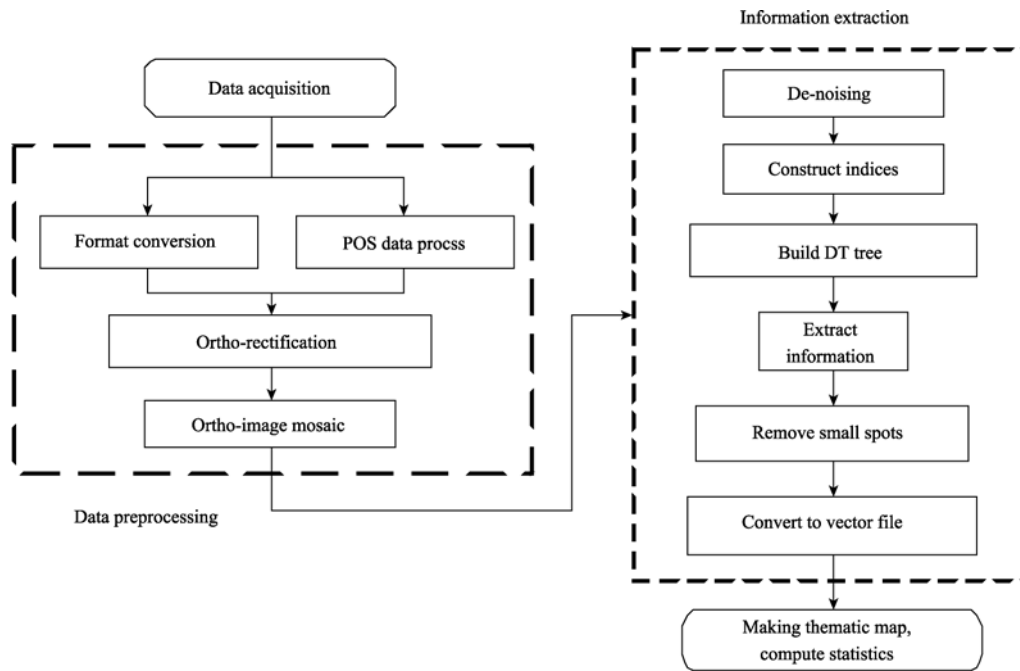 Data acquisition
Format conversion
POS data procss
Ortho-rectification
Ortho-image mosaic
Data preprocessing
Information extraction
De-noising
Construct indices
Build DT tree
Extract
information
Remove small spots
Convert to vector file
Making thematic map,
compute statistics